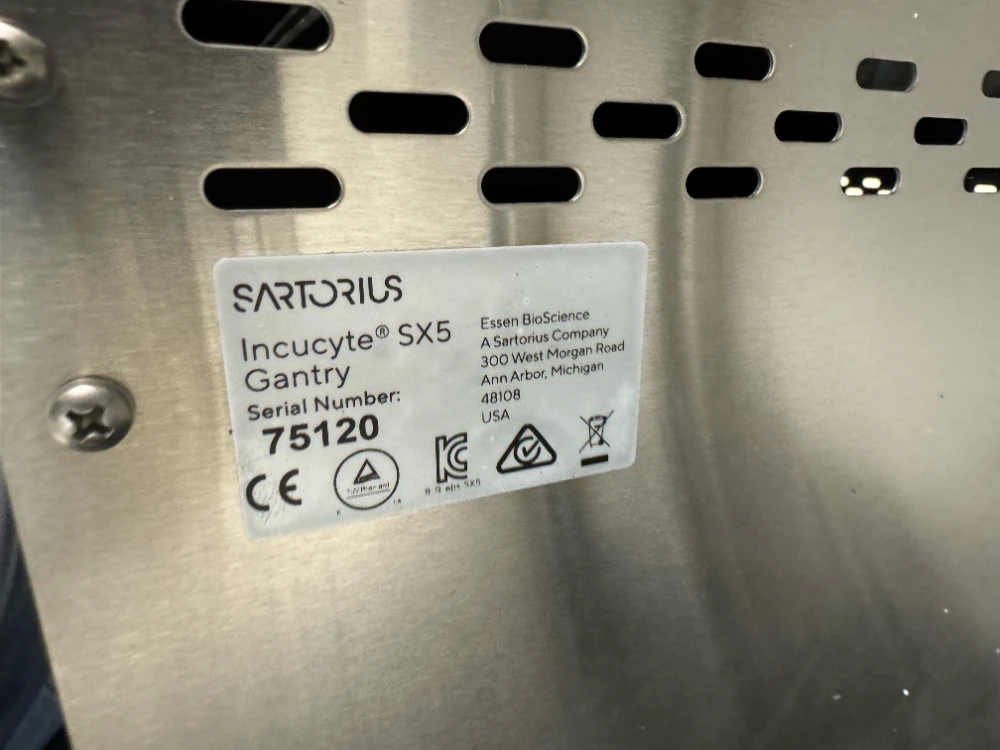 SARTORIUS
Incucyte® SX5
Gantry
Serial Number:
75120
Essen BioScience
A Sartorius Company
300 West Morgan Road
Ann Arbor, Michigan
48108
USA
CE